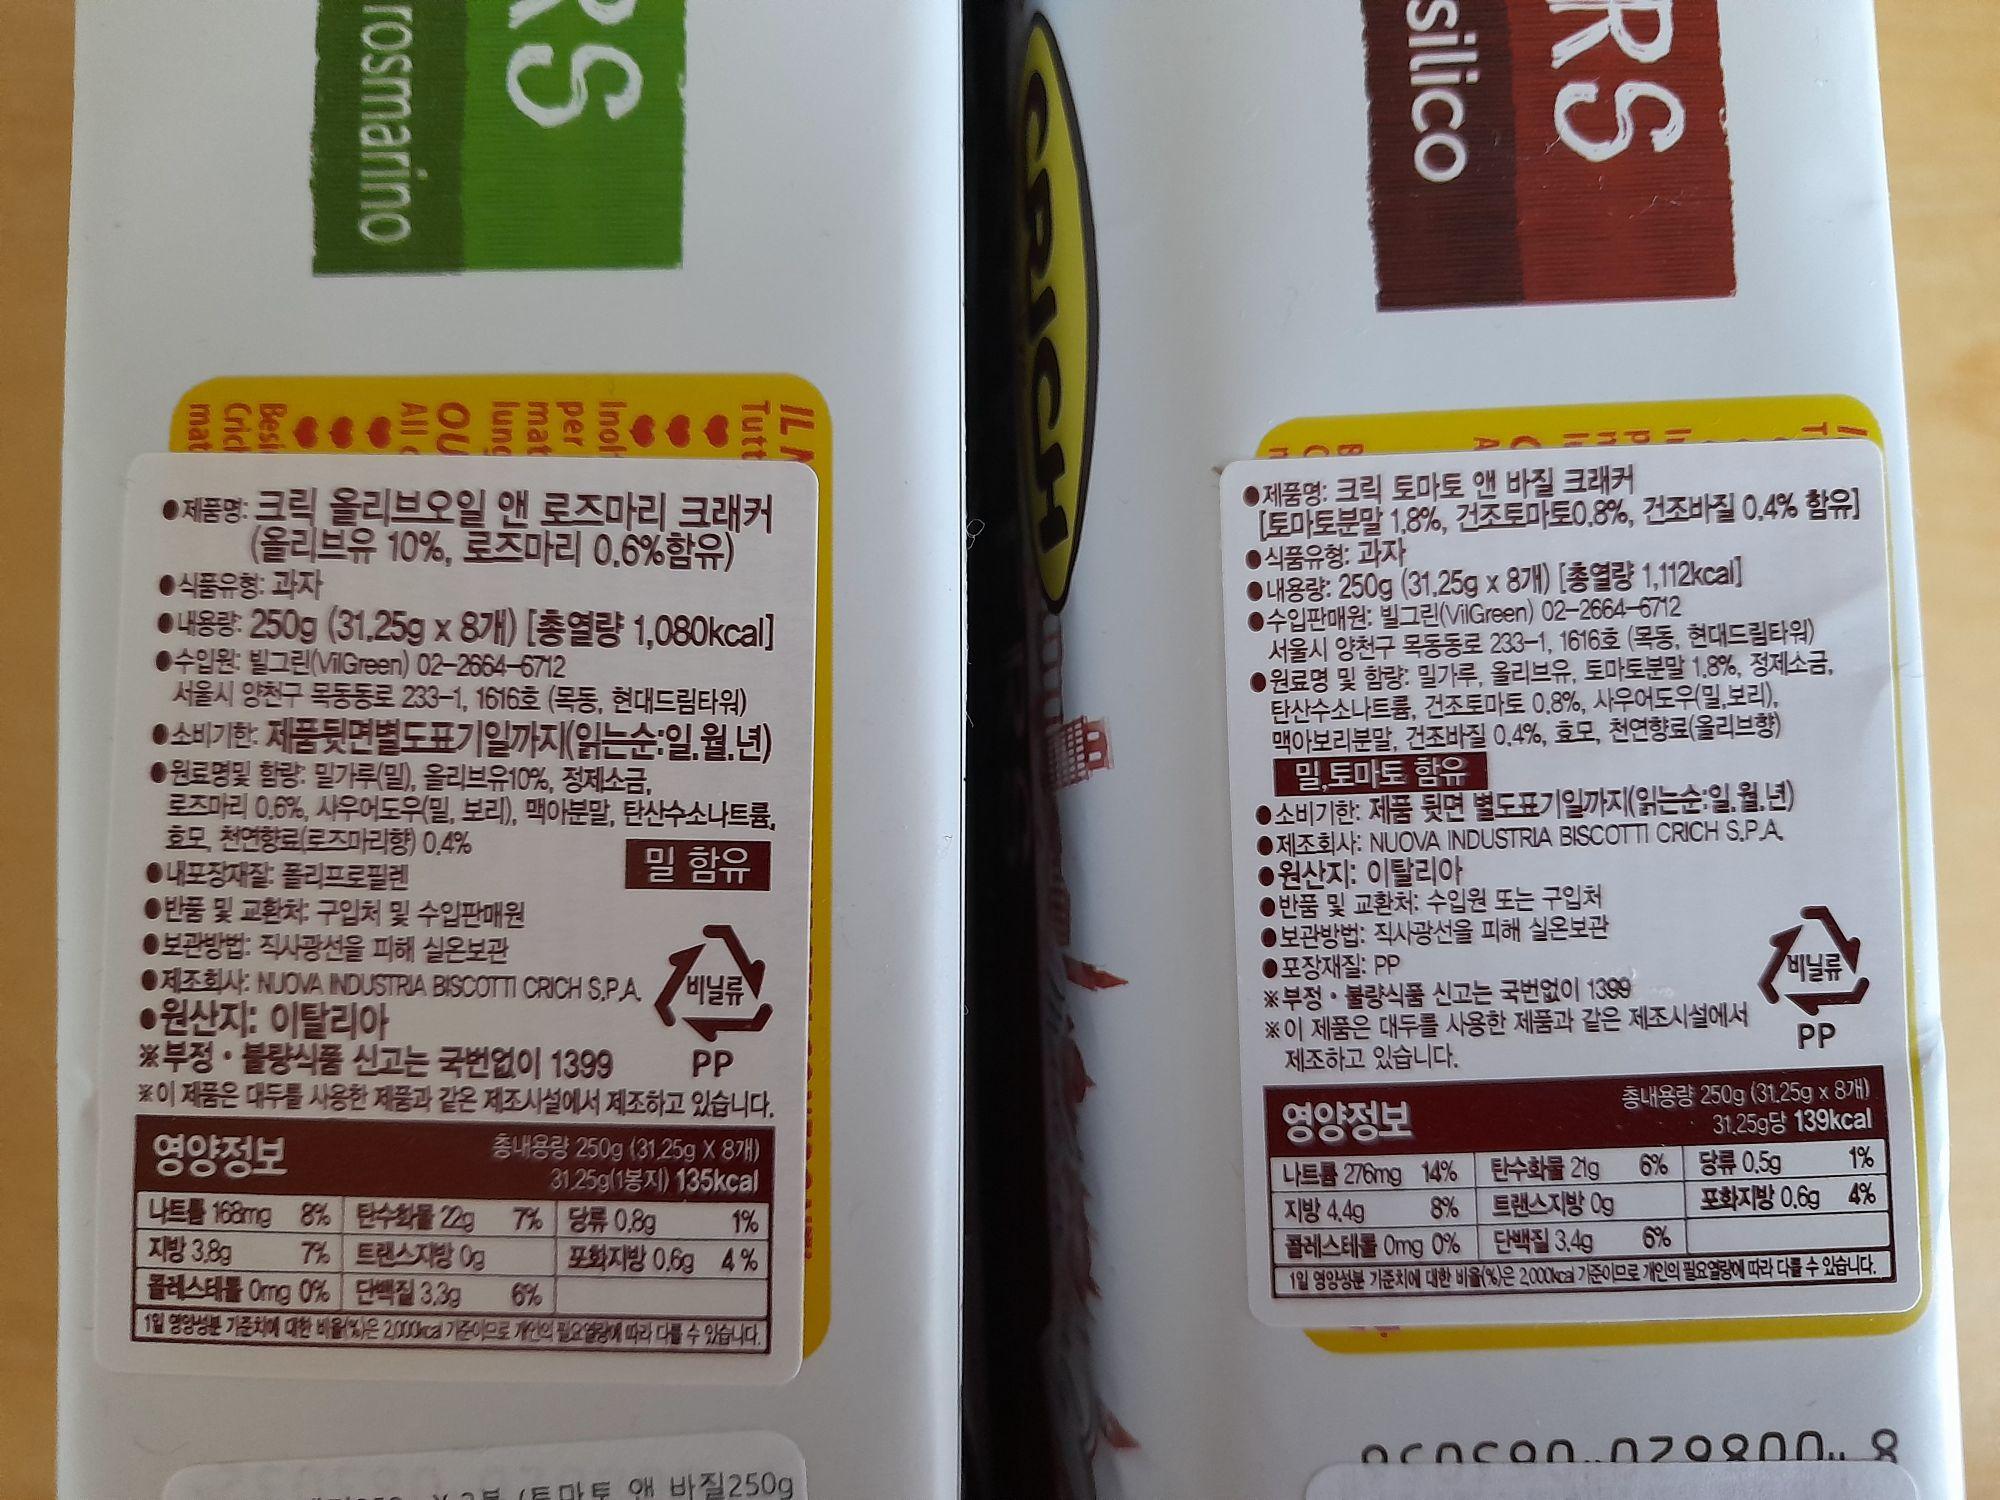 RS
rosmarino
IL
Tutt
Inol
per
mat
lung
All
Besi
Cric
mat
●제품명: 크릭 올리브오일 앤 로즈마리 크래커
(올리브유 10%, 로즈마리 0.6%함유)
●식품유형: 과자
●내용량: 250g (31.25g x 8개) [총열량 1,080kcal]
●수입원: 빌그린(VilGreen) 02-2664-6712
서울시 양천구 목동동로 233-1, 1616호 (목동, 현대드림타워)
●소비기한: 제품뒷면별도표기일까지(읽는순:일.월.년)
●원료명및 함량: 밀가루(밀), 올리브유10%, 정제소금,
로즈마리 0.6%, 사우어도우(밀, 보리), 맥아분말, 탄산수소나트륨,
효모, 천연향료(로즈마리향) 0.4%
밀 함유
●내포장재질: 폴리프로필렌
●반품 및 교환처: 구입처 및 수입판매원
●보관방법: 직사광선을 피해 실온보관
●제조회사: NUOVA INDUSTRIA BISCOTTI CRICH S.P.A.
비닐류
●원산지: 이탈리아
※부정•불량식품 신고는 국번없이 1399
PP
※이 제품은 대두를 사용한 제품과 같은 제조시설에서 제조하고 있습니다.
영양정보
총내용량 250g (31.25g X 8개)
31.25g(1봉지) 135kcal
나트륨 168mg 8% 탄수화물 22g 7% 당류 0.8g 1%
지방 3.8g 7% 트랜스지방 0g 포화지방 0.6g 4%
콜레스테롤 0mg 0% 단백질 3.3g 6%
1일 영양성분 기준치에 대한 비율(%)은 2,000kcal 기준이므로 개인의 필요열량에 따라 다를 수 있습니다.
(토마토 앤 바질250g
CRICH
RS
silico
●제품명: 크릭 토마토 앤 바질 크래커
[토마토분말 1.8%, 건조토마토0.8%, 건조바질 0.4% 함유]
●식품유형: 과자
●내용량: 250g (31.25g x 8개) [총열량 1,112kcal]
●수입판매원: 빌그린(VilGreen) 02-2664-6712
서울시 양천구 목동동로 233-1, 1616호 (목동, 현대드림타워)
●원료명 및 함량: 밀가루, 올리브유, 토마토분말 1.8%, 정제소금,
탄산수소나트륨, 건조토마토 0.8%, 사우어도우(밀,보리),
맥아보리분말, 건조바질 0.4%, 효모, 천연향료(올리브향)
밀,토마토 함유
●소비기한: 제품 뒷면 별도표기일까지(읽는순:일.월.년)
●제조회사: NUOVA INDUSTRIA BISCOTTI CRICH S.P.A.
●원산지: 이탈리아
●반품 및 교환처: 수입원 또는 구입처
●보관방법: 직사광선을 피해 실온보관
●포장재질: PP
비닐류
※부정•불량식품 신고는 국번없이 1399
※이 제품은 대두를 사용한 제품과 같은 제조시설에서
제조하고 있습니다.
PP
영양정보
총내용량 250g (31.25g x 8개)
31.25g당 139kcal
나트륨 276mg 14% 탄수화물 21g 6% 당류 0.5g 1%
지방 4.4g 8% 트랜스지방 0g 포화지방 0.6g 4%
콜레스테롤 0mg 0% 단백질 3.4g 6%
1일 영양성분 기준치에 대한 비율(%)은 2,000kcal 기준이므로 개인의 필요열량에 따라 다를 수 있습니다.